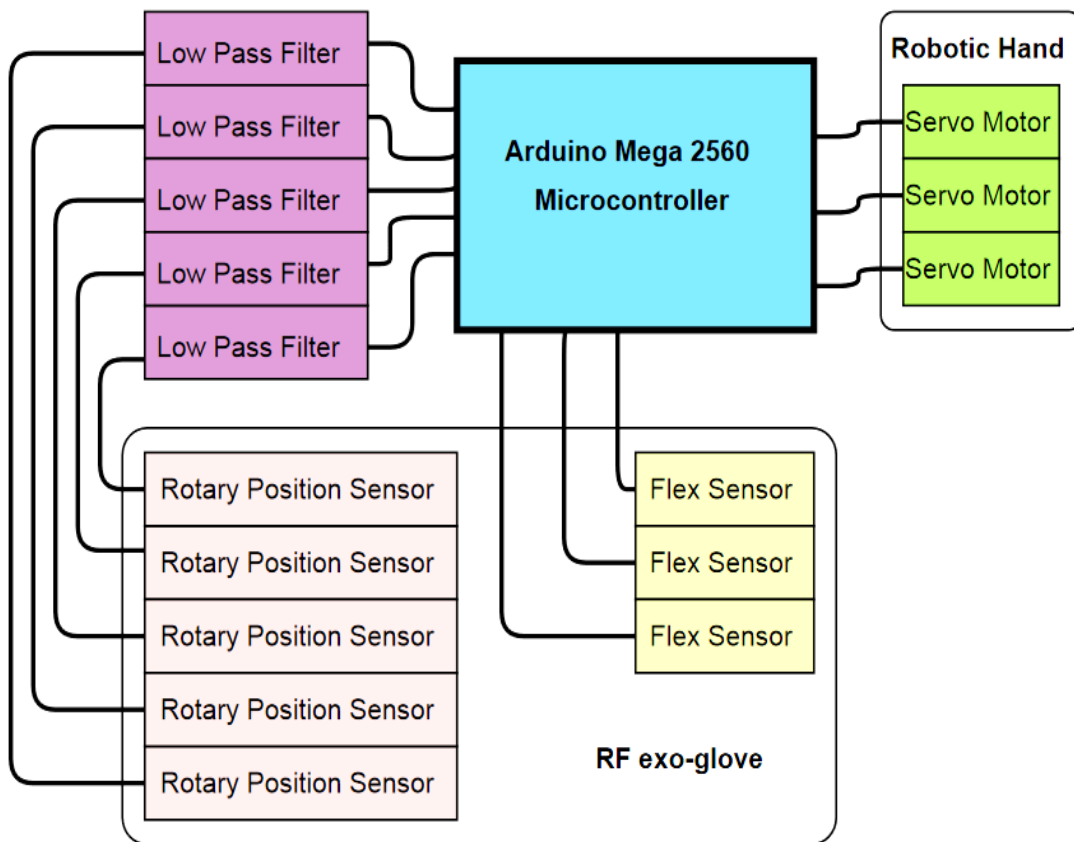 Low Pass Filter
Low Pass Filter
Low Pass Filter
Low Pass Filter
Low Pass Filter
Arduino Mega 2560
Microcontroller
Robotic Hand
Servo Motor
Servo Motor
Servo Motor
Rotary Position Sensor
Rotary Position Sensor
Rotary Position Sensor
Rotary Position Sensor
Rotary Position Sensor
Flex Sensor
Flex Sensor
Flex Sensor
RF exo-glove